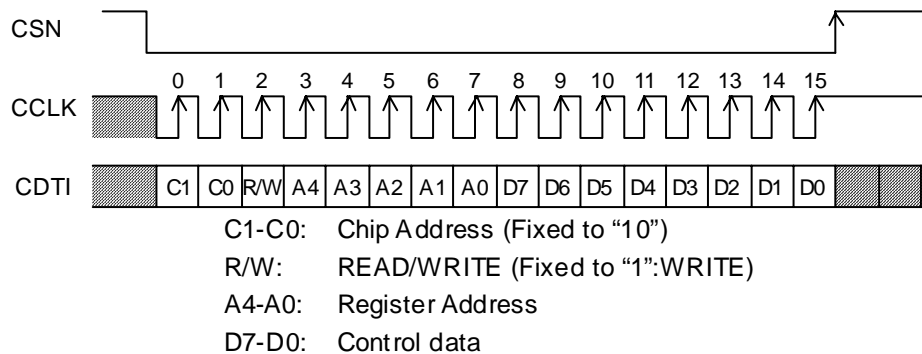 CSN
0 1 2 3 4 5 6 7 8 9 10 11 12 13 14 15
CCLK
CDTI C1 C0 R/W A4 A3 A2 A1 A0 D7 D6 D5 D4 D3 D2 D1 D0
C1-C0: Chip Address (Fixed to “10”)
R/W: READ/WRITE (Fixed to “1”:WRITE)
A4-A0: Register Address
D7-D0: Control data